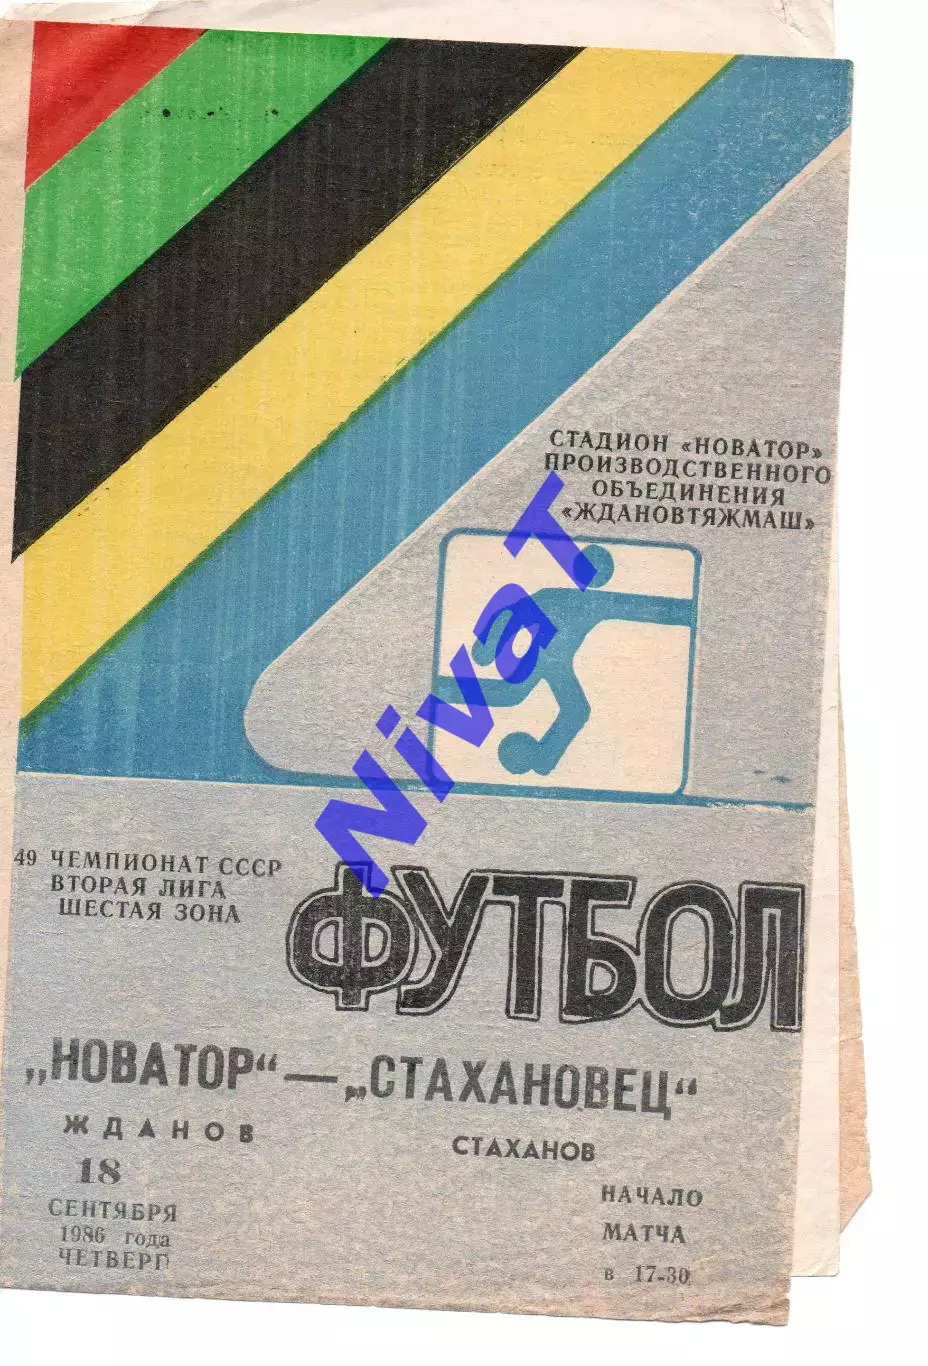 СТАДИОН «НОВАТОР»
ПРОИЗВОДСТВЕННОГО
ОБЪЕДИНЕНИЯ
«ЖДАНОВТЯЖМАШ»
NivaT
49 ЧЕМПИОНАТ СССР
ВТОРАЯ ЛИГА
ШЕСТАЯ ЗОНА
ФУТБОЛ
„НОВАТОР“ — „СТАХАНОВЕЦ“
ЖДАНОВ
СТАХАНОВ
18
СЕНТЯБРЯ
1986 года
ЧЕТВЕРГ
НАЧАЛО
МАТЧА
в 17-30